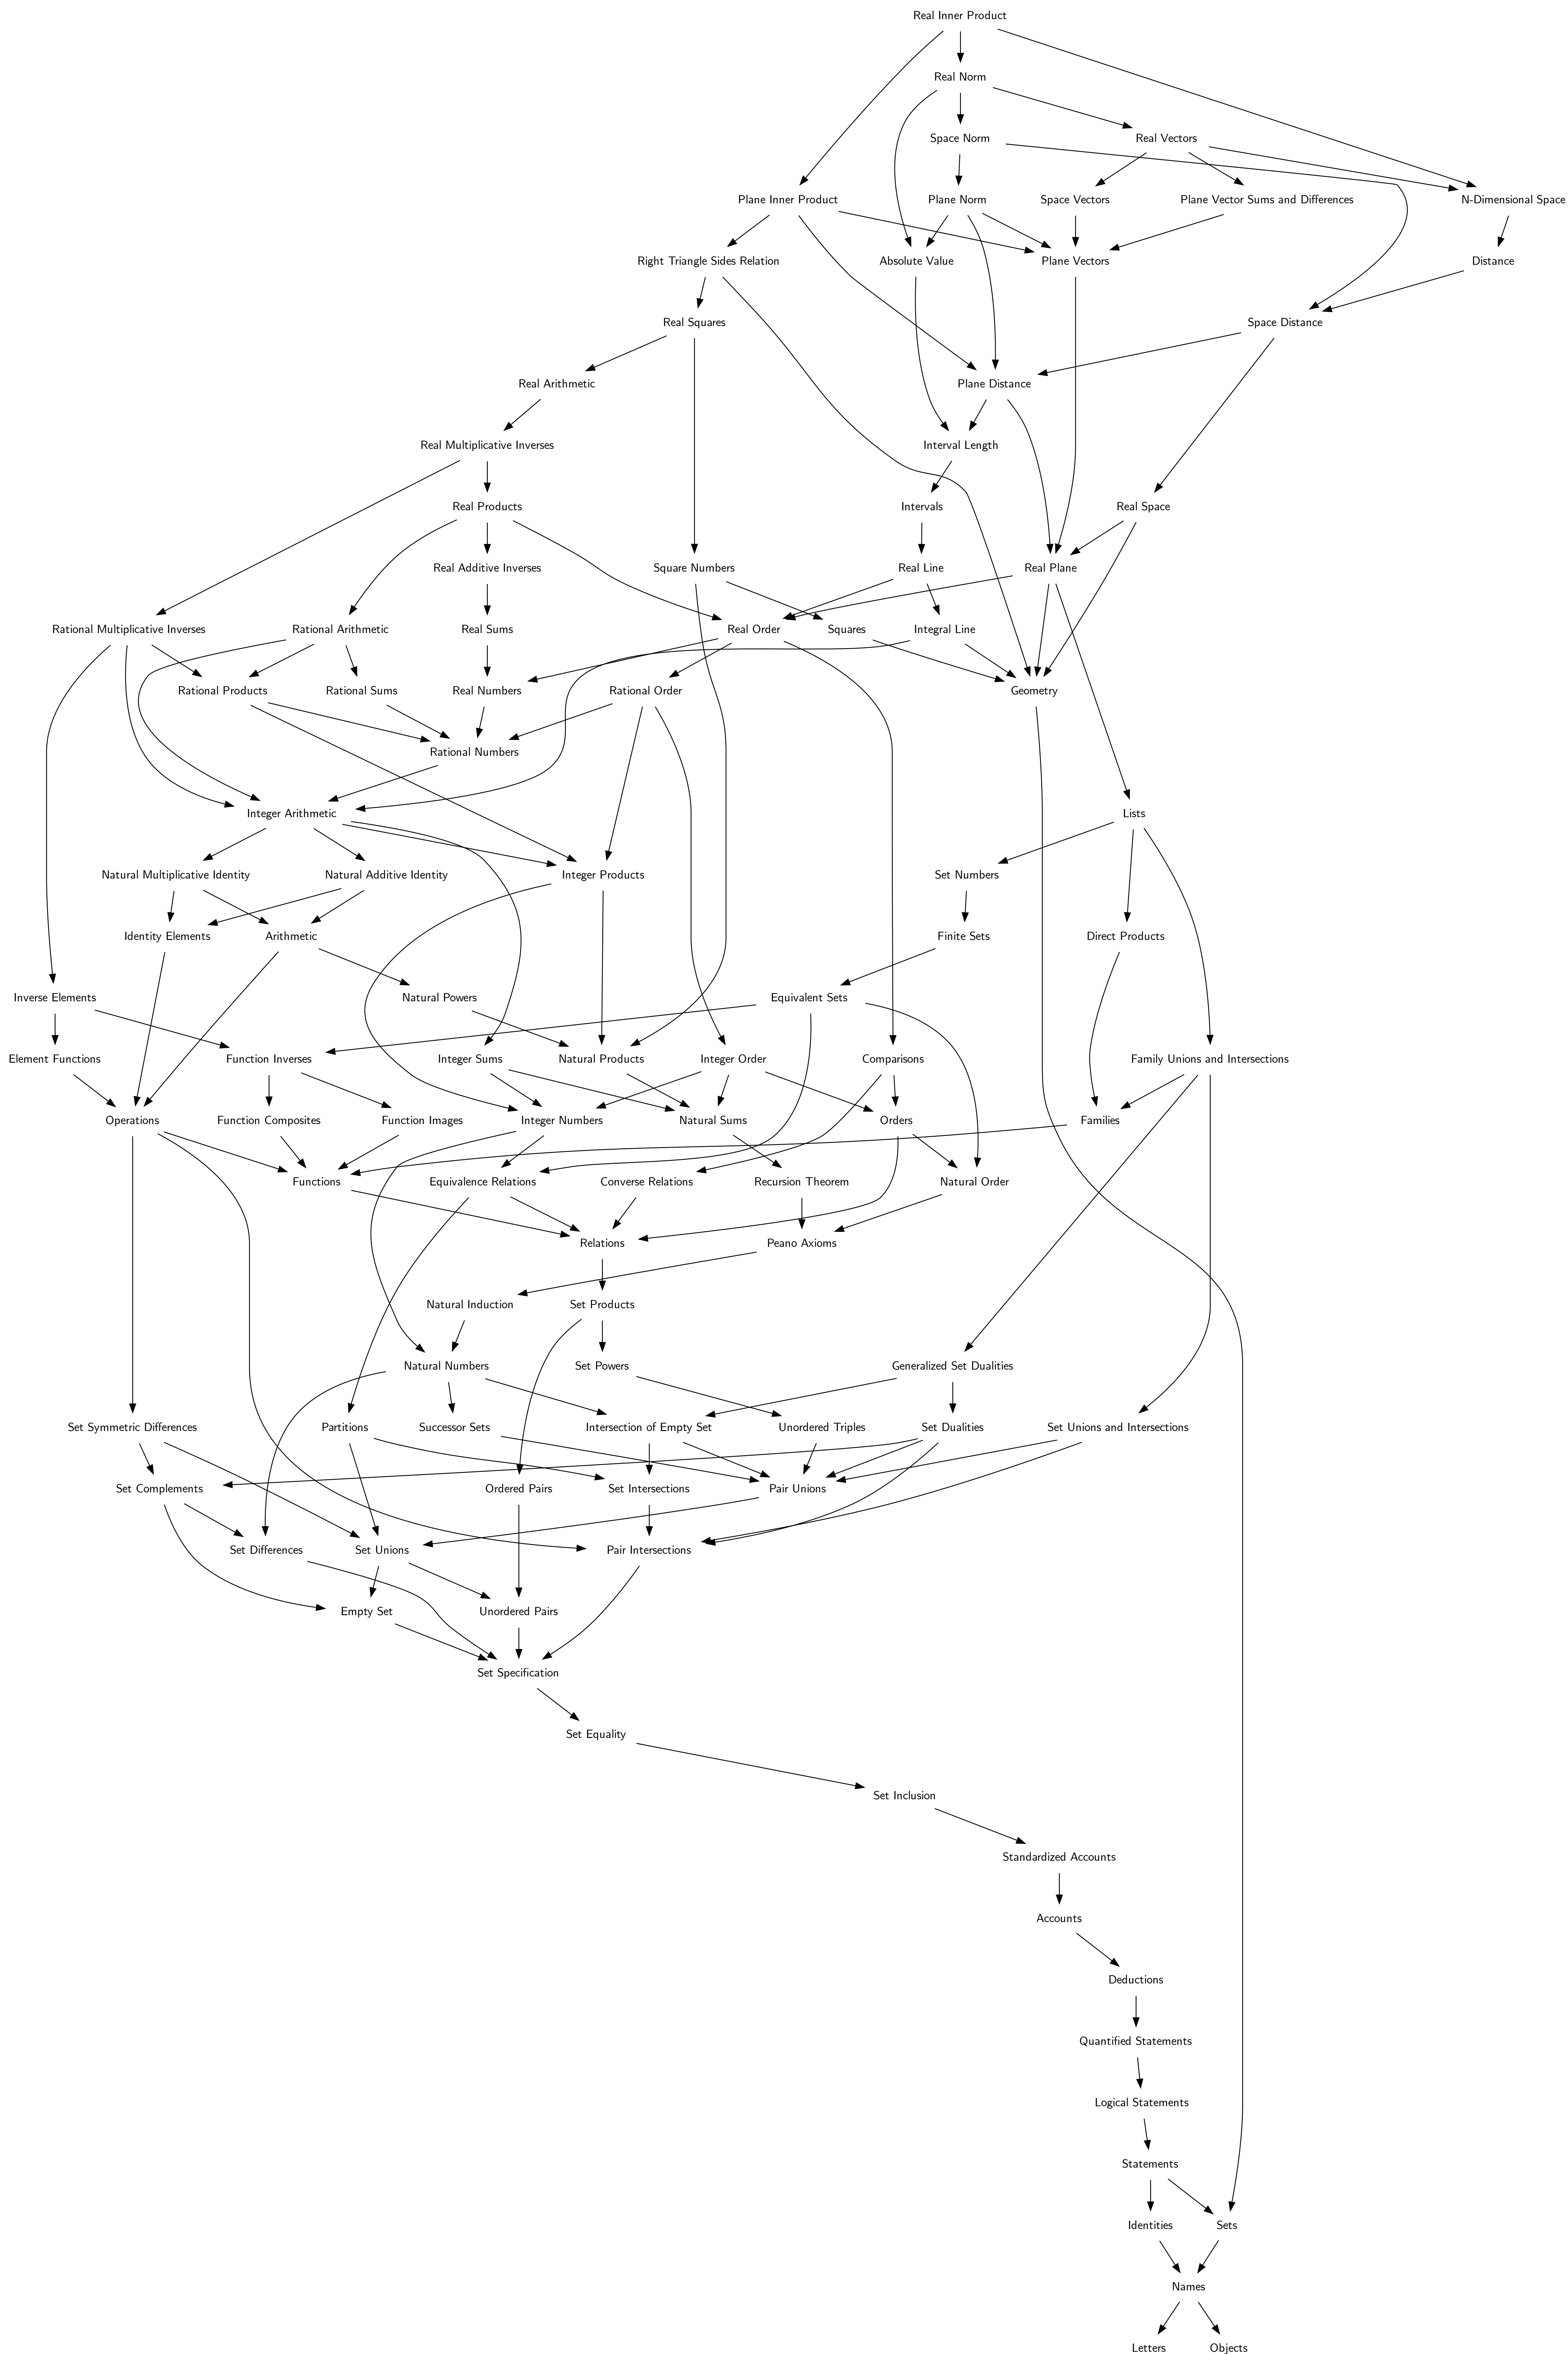 Real Inner Product
Real Norm
Space Norm
Real Vectors
Plane Inner Product
Plane Norm
Space Vectors
Plane Vector Sums and Differences
N-Dimensional Space
Right Triangle Sides Relation
Absolute Value
Plane Vectors
Distance
Real Squares
Space Distance
Real Arithmetic
Plane Distance
Real Multiplicative Inverses
Interval Length
Real Products
Intervals
Real Space
Real Additive Inverses
Square Numbers
Real Line
Real Plane
Rational Multiplicative Inverses
Rational Arithmetic
Real Sums
Real Order
Squares
Integral Line
Rational Products
Rational Sums
Real Numbers
Rational Order
Geometry
Rational Numbers
Integer Arithmetic
Lists
Natural Multiplicative Identity
Natural Additive Identity
Integer Products
Set Numbers
Identity Elements
Arithmetic
Finite Sets
Direct Products
Inverse Elements
Natural Powers
Equivalent Sets
Element Functions
Function Inverses
Integer Sums
Natural Products
Integer Order
Comparisons
Family Unions and Intersections
Operations
Function Composites
Function Images
Integer Numbers
Natural Sums
Orders
Families
Functions
Equivalence Relations
Converse Relations
Recursion Theorem
Natural Order
Relations
Peano Axioms
Natural Induction
Set Products
Natural Numbers
Set Powers
Generalized Set Dualities
Set Symmetric Differences
Partitions
Successor Sets
Intersection of Empty Set
Unordered Triples
Set Dualities
Set Unions and Intersections
Set Complements
Ordered Pairs
Set Intersections
Pair Unions
Set Differences
Set Unions
Pair Intersections
Empty Set
Unordered Pairs
Set Specification
Set Equality
Set Inclusion
Standardized Accounts
Accounts
Deductions
Quantified Statements
Logical Statements
Statements
Identities
Sets
Names
Letters
Objects